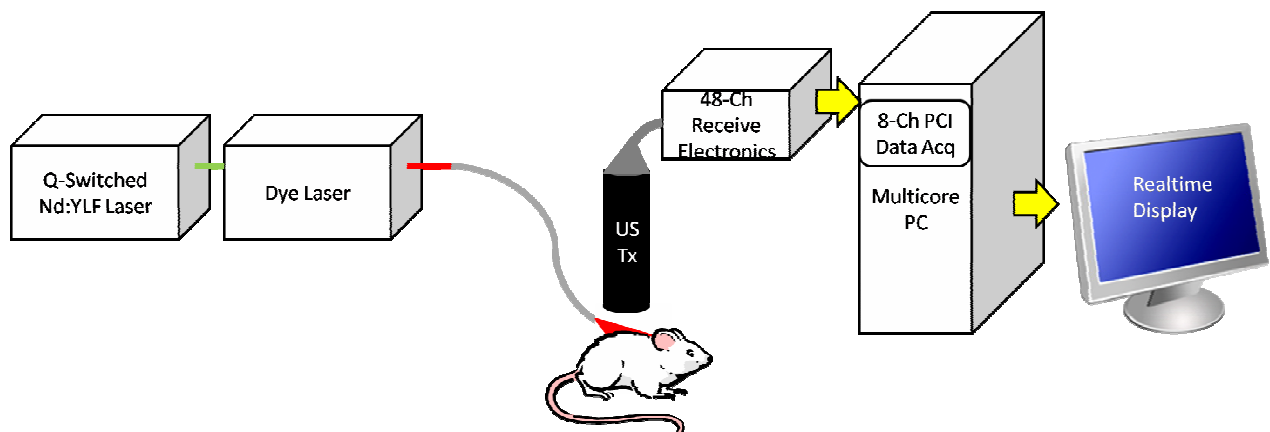 Q-Switched
Nd:YLF Laser
Dye Laser
US
Tx
48-Ch
Receive
Electronics
8-Ch PCI
Data Acq
Multicore
PC
Realtime
Display